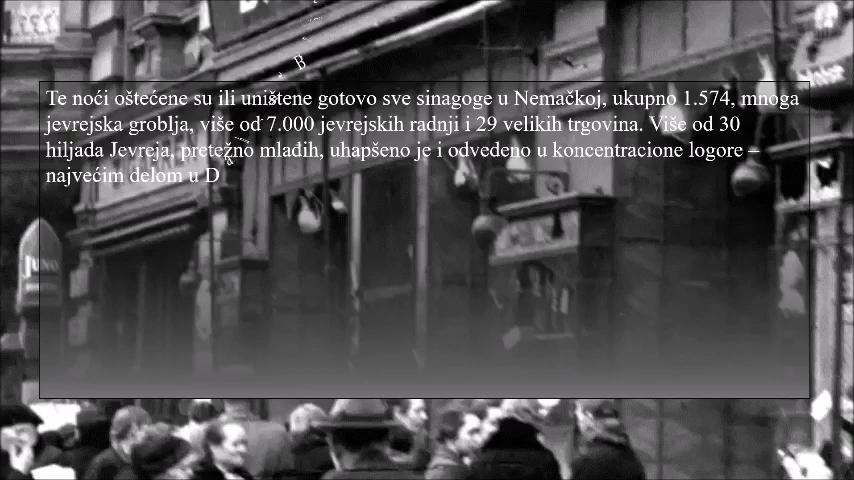 Te noći oštećene su ili uništene gotovo sve sinagoge u Nemačkoj, ukupno 1.574, mnoga
jevrejska groblja, više od 7.000 jevrejskih radnji i 29 velikih trgovina. Više od 30
hiljada Jevreja, pretežno mlađih, uhapšeno je i odvedeno u koncentracione logore –
najvećim delom u D
JUNO